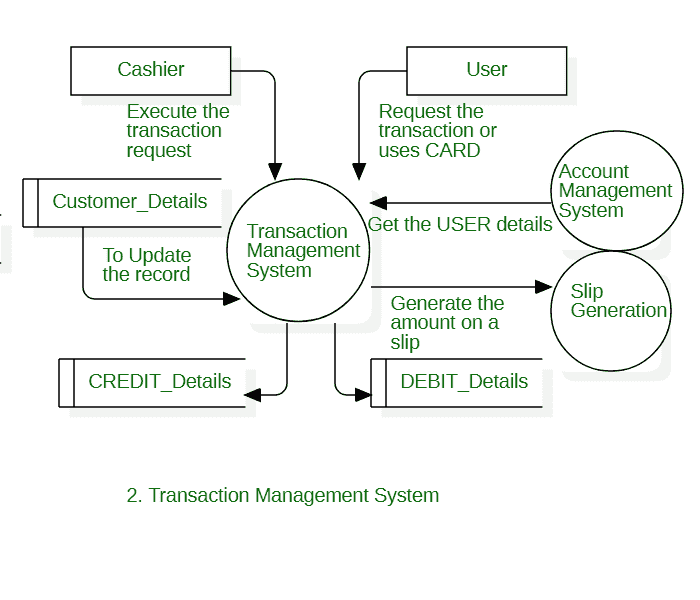 Cashier
User
Execute the
transaction
request
Request the
transaction or
uses CARD
Account
Management
System
Customer_Details
Get the USER details
Transaction
Management
System
To Update
the record
Slip
Generation
Generate the
amount on a
slip
CREDIT_Details
DEBIT_Details
2. Transaction Management System